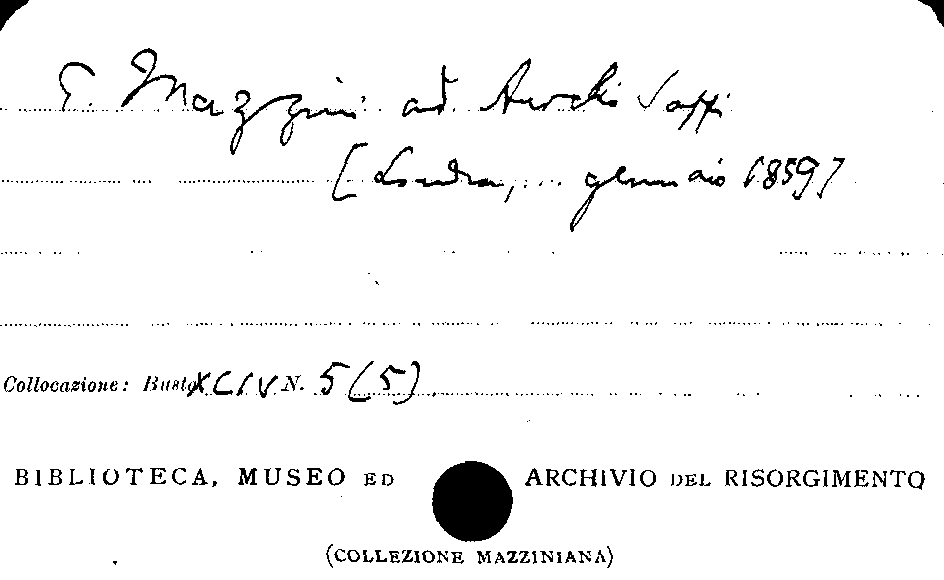 G. Mazzini ad Aurelio Saffi
[Londra, ... gennaio 1859]
Collocazione: Busta XCIV N. 5(5)
BIBLIOTECA, MUSEO ED ARCHIVIO DEL RISORGIMENTO
(COLLEZIONE MAZZINIANA)